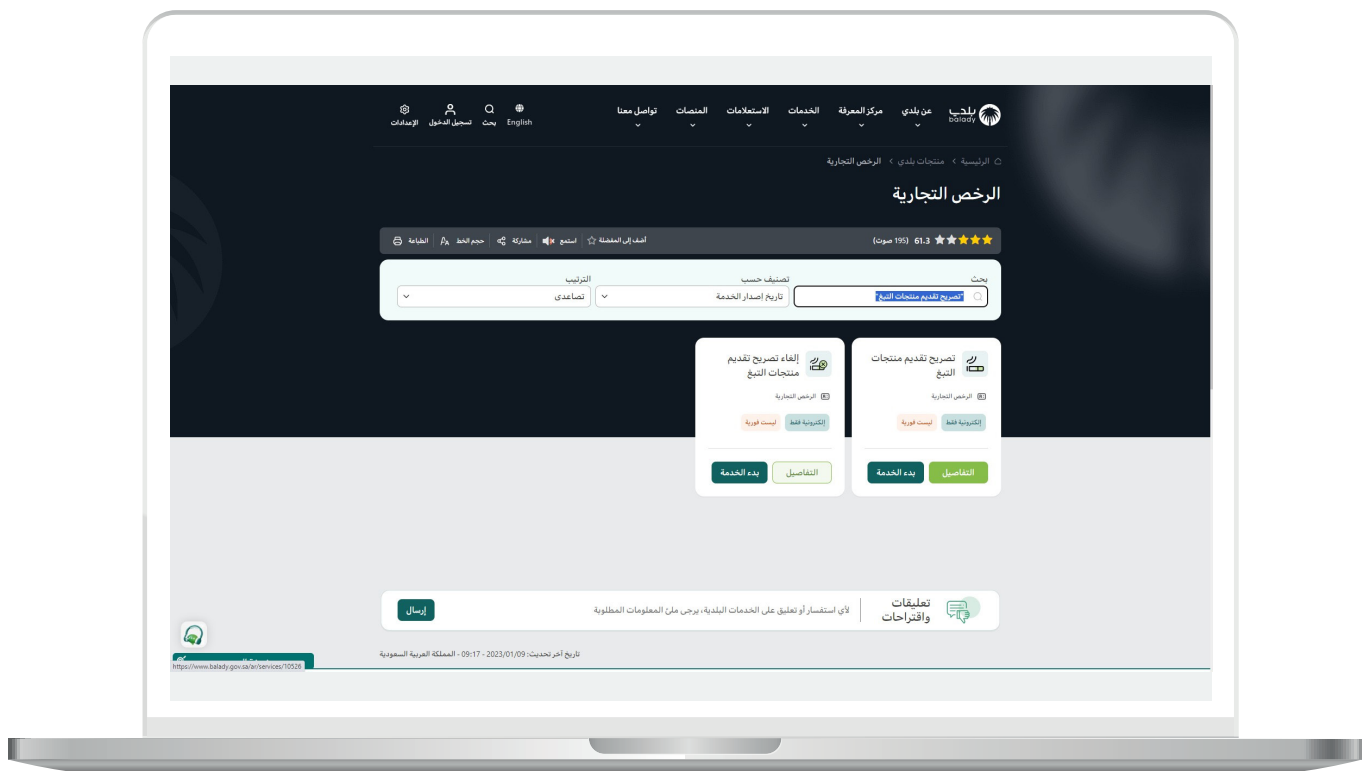 بلدي
balady
عن بلدي
مركز المعرفة
الخدمات
الاستعلامات
المنصات
تواصل معنا
English
بحث
تسجيل الدخول
الإعدادات
الرئيسية > منتجات بلدي > الرخص التجارية
الرخص التجارية
61.3 (195 صوت)
أضف إلى المفضلة
استمع
مشاركة
حجم الخط
الطباعة
بحث
تصنيف حسب
الترتيب
"تصريح تقديم منتجات التبغ"
تاريخ اصدار الخدمة
تصاعدى
تصريح تقديم منتجات
التبغ
الرخص التجارية
إلكترونية فقط
ليست فورية
التفاصيل
بدء الخدمة
إلغاء تصريح تقديم
منتجات التبغ
الرخص التجارية
إلكترونية فقط
ليست فورية
التفاصيل
بدء الخدمة
تعليقات
واقتراحات
لأي استفسار أو تعليق على الخدمات البلدية، يرجى ملئ المعلومات المطلوبة
إرسال
تاريخ آخر تحديث: 2023/01/09 - 09:17 - المملكة العربية السعودية
https://www.balady.gov.sa/ar/services/10526